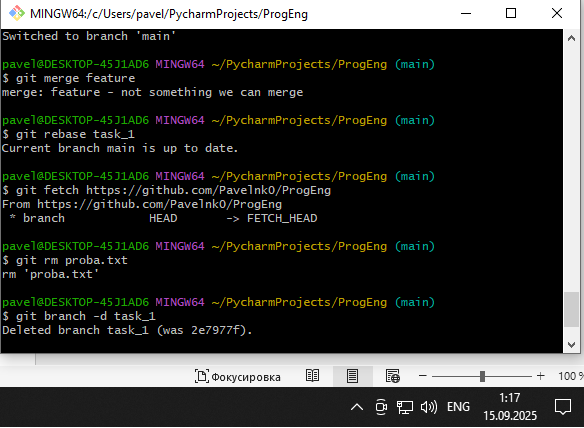 MINGW64:/c/Users/pavel/PycharmProjects/ProgEng
Switched to branch 'main'
pavel@DESKTOP-45J1AD6 MINGW64 ~/PycharmProjects/ProgEng (main)
$ git merge feature
merge: feature - not something we can merge
pavel@DESKTOP-45J1AD6 MINGW64 ~/PycharmProjects/ProgEng (main)
$ git rebase task_1
Current branch main is up to date.
pavel@DESKTOP-45J1AD6 MINGW64 ~/PycharmProjects/ProgEng (main)
$ git fetch https://github.com/Pavelnk0/ProgEng
From https://github.com/Pavelnk0/ProgEng
 * branch            HEAD       -> FETCH_HEAD
pavel@DESKTOP-45J1AD6 MINGW64 ~/PycharmProjects/ProgEng (main)
$ git rm proba.txt
rm 'proba.txt'
pavel@DESKTOP-45J1AD6 MINGW64 ~/PycharmProjects/ProgEng (main)
$ git branch -d task_1
Deleted branch task_1 (was 2e7977f).
Фокусировка
100 %
ENG
1:17
15.09.2025